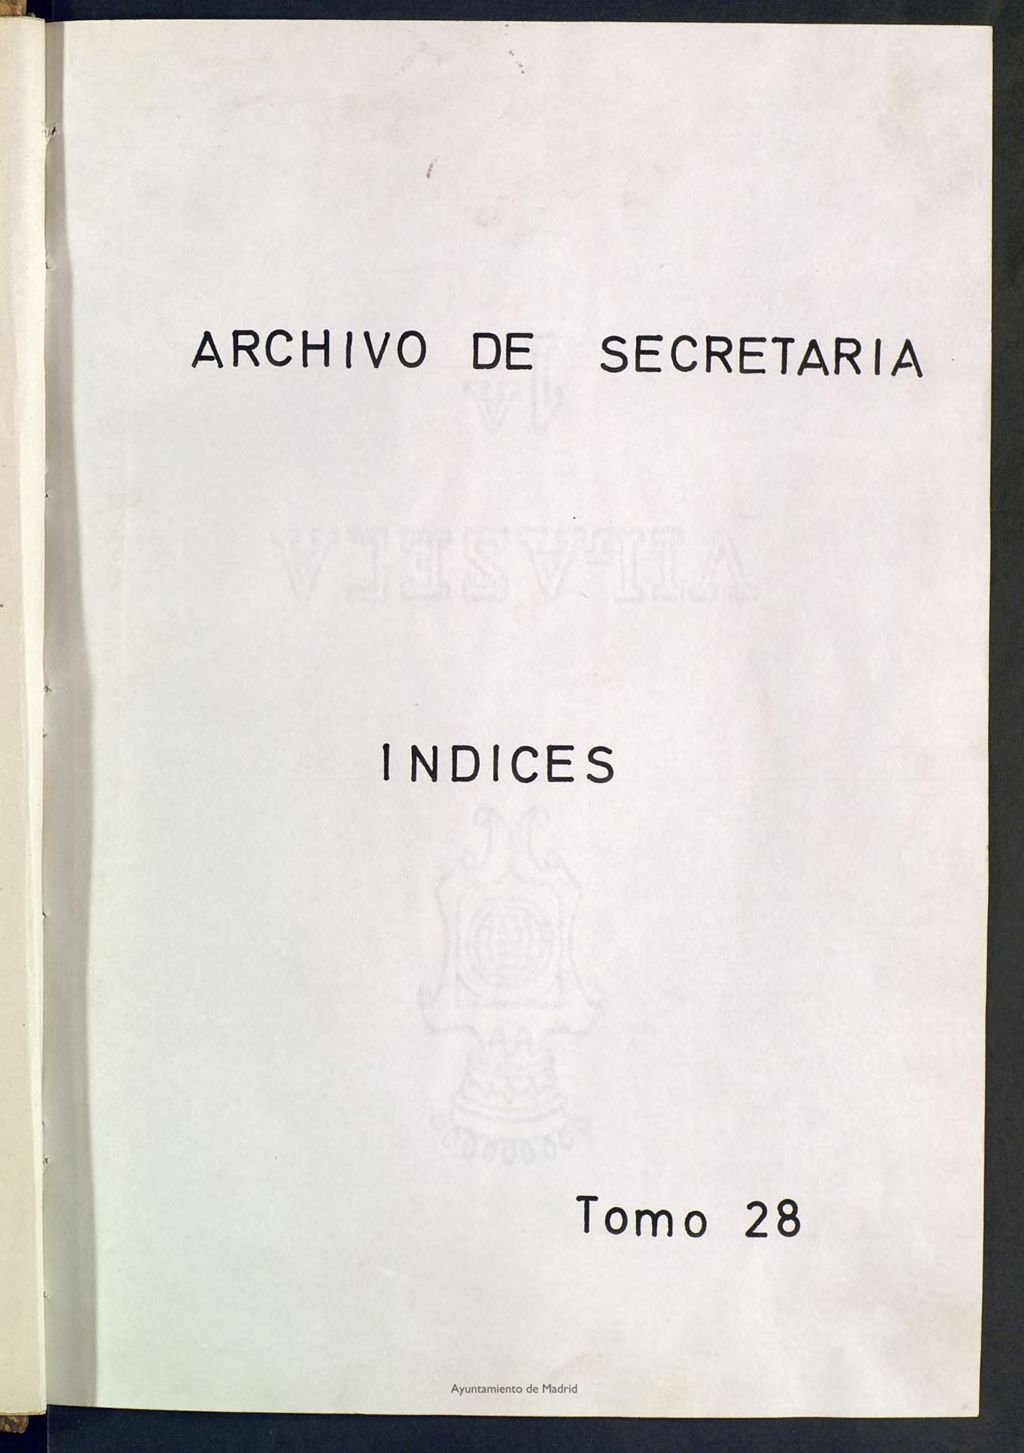 ARCHIVO DE SECRETARIA
INDICES
Tomo 28
Ayuntamiento de Madrid